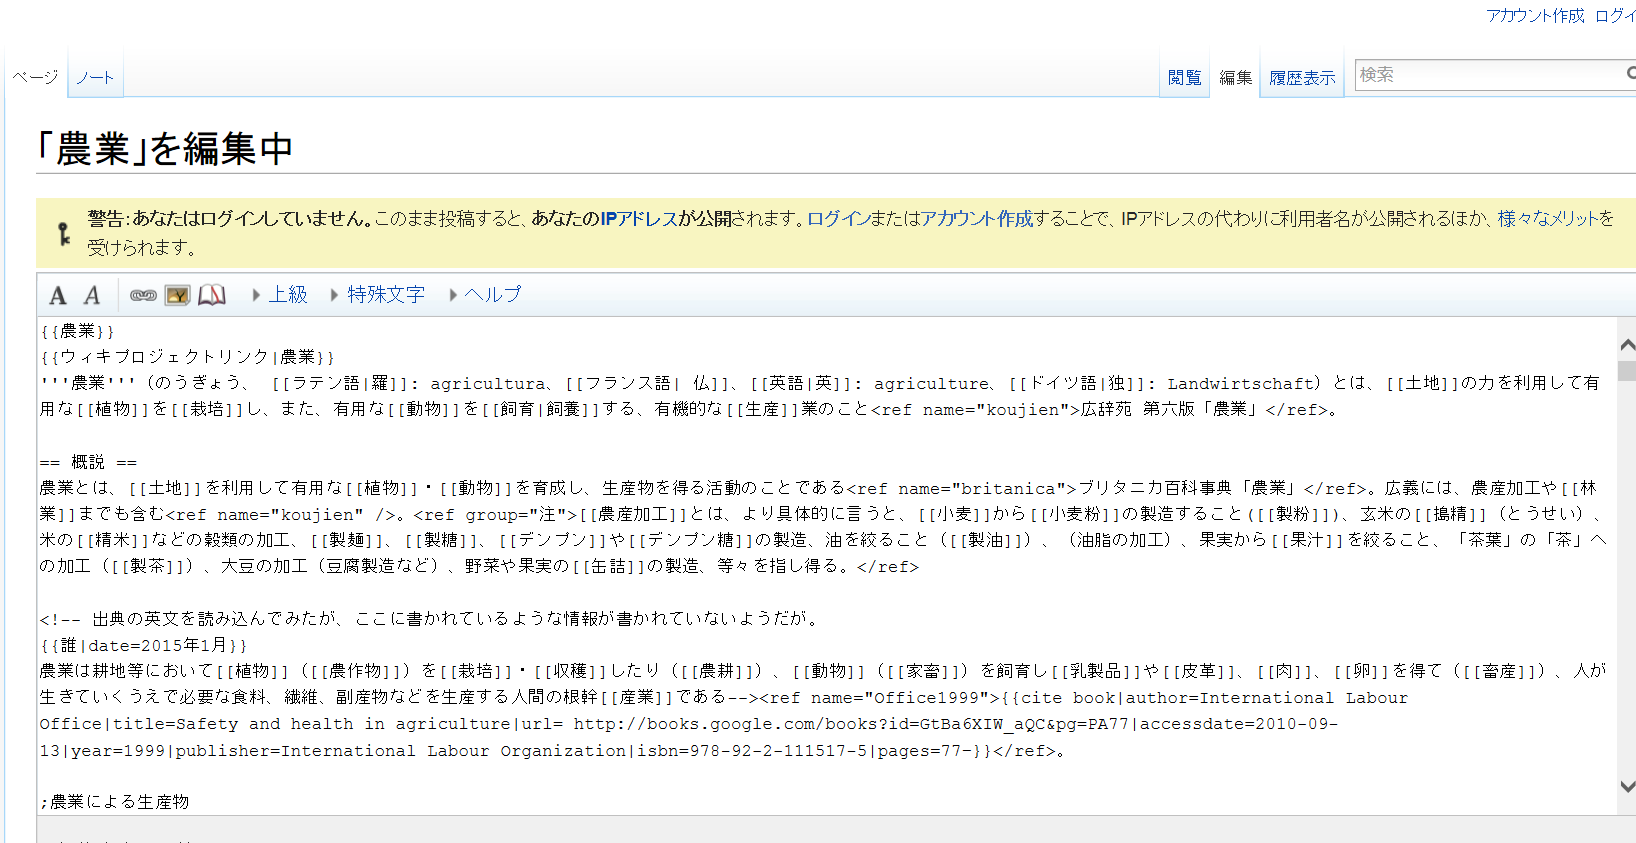 アカウント作成 ログイ
ページ ノート 閲覧 編集 履歴表示 検索
「農業」を編集中
警告:あなたはログインしていません。このまま投稿すると、あなたのIPアドレスが公開されます。ログインまたはアカウント作成することで、IPアドレスの代わりに利用者名が公開されるほか、様々なメリットを
受けられます。
A A 上級 特殊文字 ヘルプ
{{農業}}
{{ウィキプロジェクトリンク|農業}}
'''農業'''（のうぎょう、 [[ラテン語|羅]]: agricultura、[[フランス語| 仏]]、[[英語|英]]: agriculture、[[ドイツ語|独]]: Landwirtschaft）とは、[[土地]]の力を利用して有
用な[[植物]]を[[栽培]]し、また、有用な[[動物]]を[[飼育|飼養]]する、有機的な[[生産]]業のこと<ref name="koujien">広辞苑 第六版「農業」</ref>。
== 概説 ==
農業とは、[[土地]]を利用して有用な[[植物]]・[[動物]]を育成し、生産物を得る活動のことである<ref name="britanica">ブリタニカ百科事典「農業」</ref>。広義には、農産加工や[[林
業]]までも含む<ref name="koujien" />。<ref group="注">[[農産加工]]とは、より具体的に言うと、[[小麦]]から[[小麦粉]]の製造すること([[製粉]])、玄米の[[搗精]]（とうせい）、
米の[[精米]]などの穀類の加工、[[製麺]]、[[製糖]]、[[デンプン]]や[[デンプン糖]]の製造、油を絞ること（[[製油]]）、（油脂の加工）、果実から[[果汁]]を絞ること、「茶葉」の「茶」へ
の加工（[[製茶]]）、大豆の加工（豆腐製造など）、野菜や果実の[[缶詰]]の製造、等々を指し得る。</ref>
<!-- 出典の英文を読み込んでみたが、ここに書かれているような情報が書かれていないようだが。
{{誰|date=2015年1月}}
農業は耕地等において[[植物]]（[[農作物]]）を[[栽培]]・[[収穫]]したり（[[農耕]]）、[[動物]]（[[家畜]]）を飼育し[[乳製品]]や[[皮革]]、[[肉]]、[[卵]]を得て（[[畜産]]）、人が
生きていくうえで必要な食料、繊維、副産物などを生産する人間の根幹[[産業]]である--><ref name="Office1999">{{cite book|author=International Labour
Office|title=Safety and health in agriculture|url= http://books.google.com/books?id=GtBa6XIW_aQC&pg=PA77|accessdate=2010-09-
13|year=1999|publisher=International Labour Organization|isbn=978-92-2-111517-5|pages=77-}}</ref>。
;農業による生産物